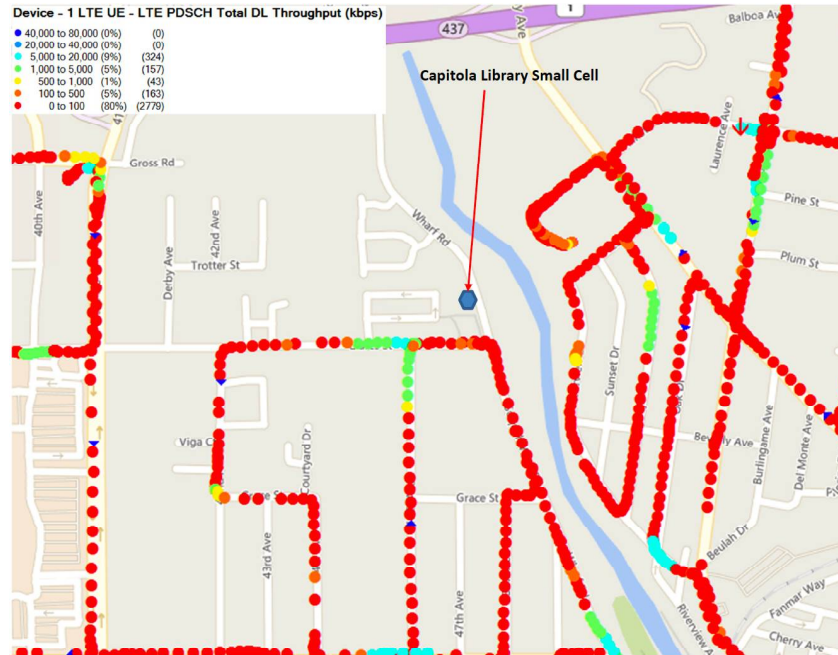 Device - 1 LTE UE - LTE PDSCH Total DL Throughput (kbps)
40,000 to 80,000 (0%) (0)
20,000 to 40,000 (0%) (0)
5,000 to 20,000 (9%) (324)
1,000 to 5,000 (5%) (157)
500 to 1,000 (1%) (43)
100 to 500 (5%) (163)
0 to 100 (80%) (2779)
437
1
Ave
Balboa Ave
Capitola Library Small Cell
41
Laurence Ave
Gross Rd
40th Ave
Pine St
Derby Ave
42nd Ave
Wharf Rd
Trotter St
Plum St
Sunset Dr
Oak Dr
Viga
Courtyard Dr
Beverly Ave
Burlingame Ave
Del Monte Ave
Grace St
43rd Ave
47th Ave
Beulah Dr
Riverview
Fanmar Way
Cherry Ave